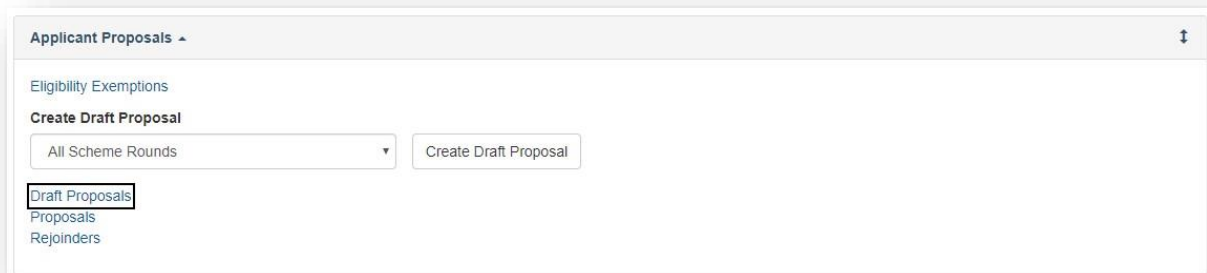 Applicant Proposals
Eligibility Exemptions
Create Draft Proposal
All Scheme Rounds Create Draft Proposal
Draft Proposals
Proposals
Rejoinders